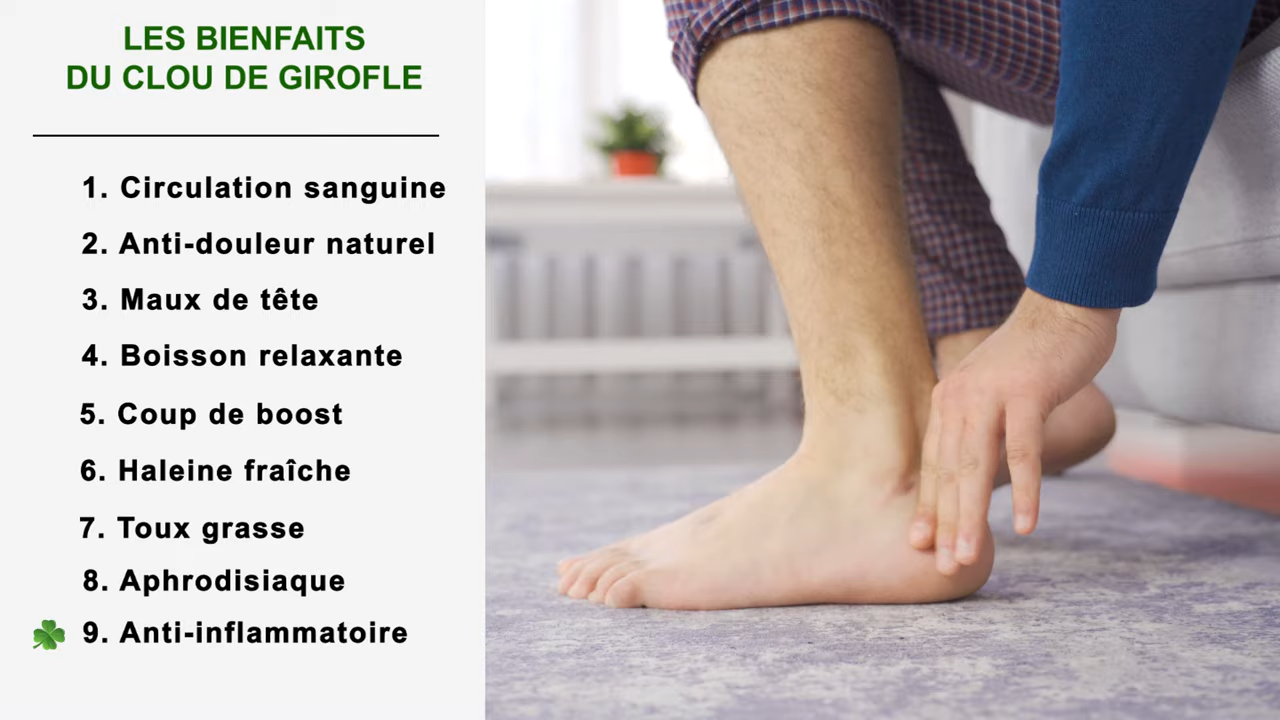 LES BIENFAITS
DU CLOU DE GIROFLE
1. Circulation sanguine
2. Anti-douleur naturel
3. Maux de tête
4. Boisson relaxante
5. Coup de boost
6. Haleine fraîche
7. Toux grasse
8. Aphrodisiaque
9. Anti-inflammatoire